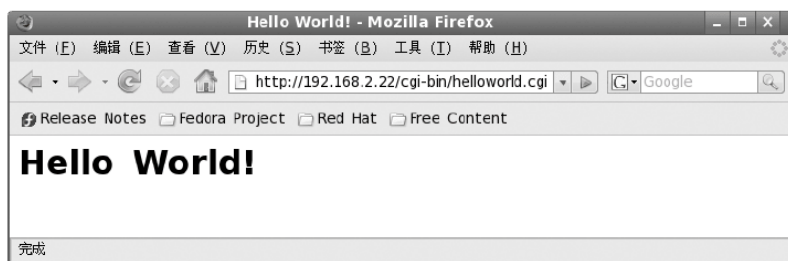 Hello World! - Mozilla Firefox
文件 (F) 编辑 (E) 查看 (V) 历史 (S) 书签 (B) 工具 (T) 帮助 (H)
http://192.168.2.22/cgi-bin/helloworld.cgi G Google
Release Notes Fedora Project Red Hat Free Content
Hello World!
完成